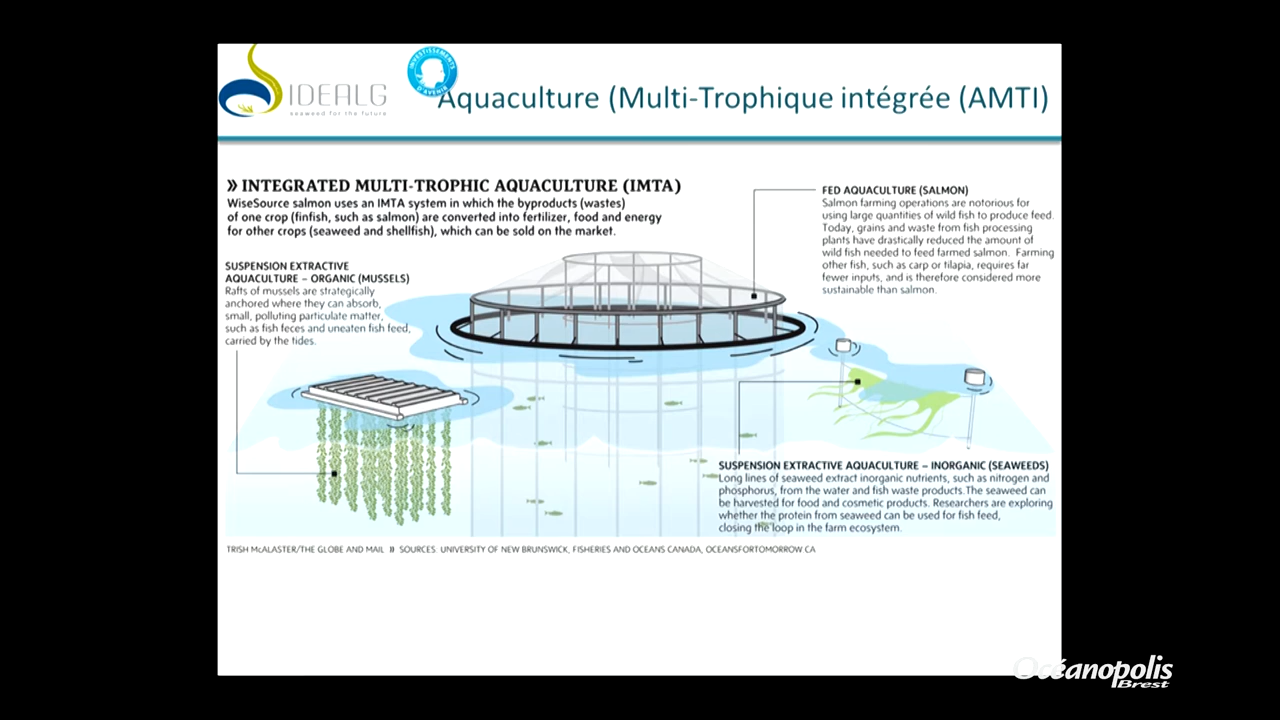 IDEALG
seaweed for the future
INVESTISSEMENTS
D'AVENIR
Aquaculture (Multi-Trophique intégrée (AMTI)
» INTEGRATED MULTI-TROPHIC AQUACULTURE (IMTA)
WiseSource salmon uses an IMTA system in which the byproducts (wastes)
of one crop (finfish, such as salmon) are converted into fertilizer, food and energy
for other crops (seaweed and shellfish), which can be sold on the market.
FED AQUACULTURE (SALMON)
Salmon farming operations are notorious for
using large quantities of wild fish to produce feed.
Today, grains and waste from fish processing
plants have drastically reduced the amount of
wild fish needed to feed farmed salmon. Farming
other fish, such as carp or tilapia, requires far
fewer inputs, and is therefore considered more
sustainable than salmon.
SUSPENSION EXTRACTIVE
AQUACULTURE – ORGANIC (MUSSELS)
Rafts of mussels are strategically
anchored where they can absorb,
small, polluting particulate matter,
such as fish feces and uneaten fish feed,
carried by the tides.
SUSPENSION EXTRACTIVE AQUACULTURE – INORGANIC (SEAWEEDS)
Long lines of seaweed extract inorganic nutrients, such as nitrogen and
phosphorus, from the water and fish waste products. The seaweed can
be harvested for food and cosmetic products. Researchers are exploring
whether the protein from seaweed can be used for fish feed,
closing the loop in the farm ecosystem.
TRISH McALASTER/THE GLOBE AND MAIL » SOURCES: UNIVERSITY OF NEW BRUNSWICK, FISHERIES AND OCEANS CANADA, OCEANSFORTOMORROW.CA
Océanopolis
Brest